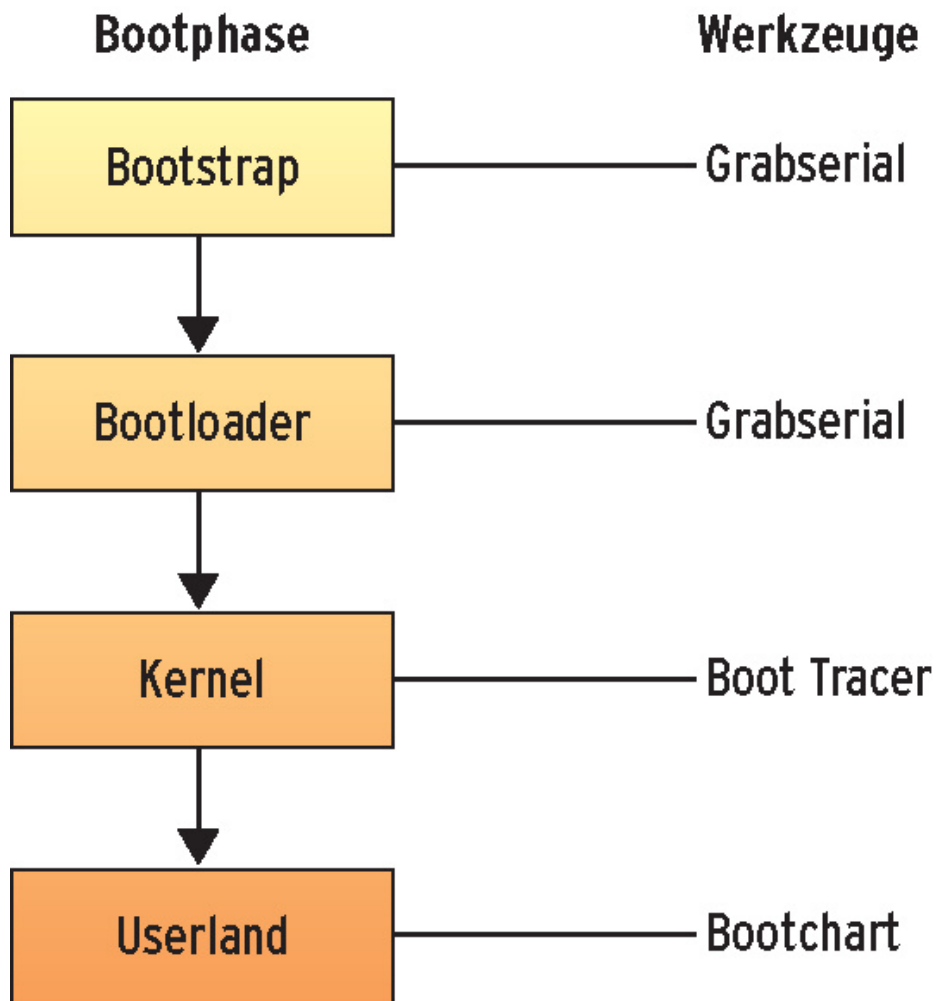 Bootphase
Werkzeuge
Bootstrap
Grabserial
Bootloader
Grabserial
Kernel
Boot Tracer
Userland
Bootchart